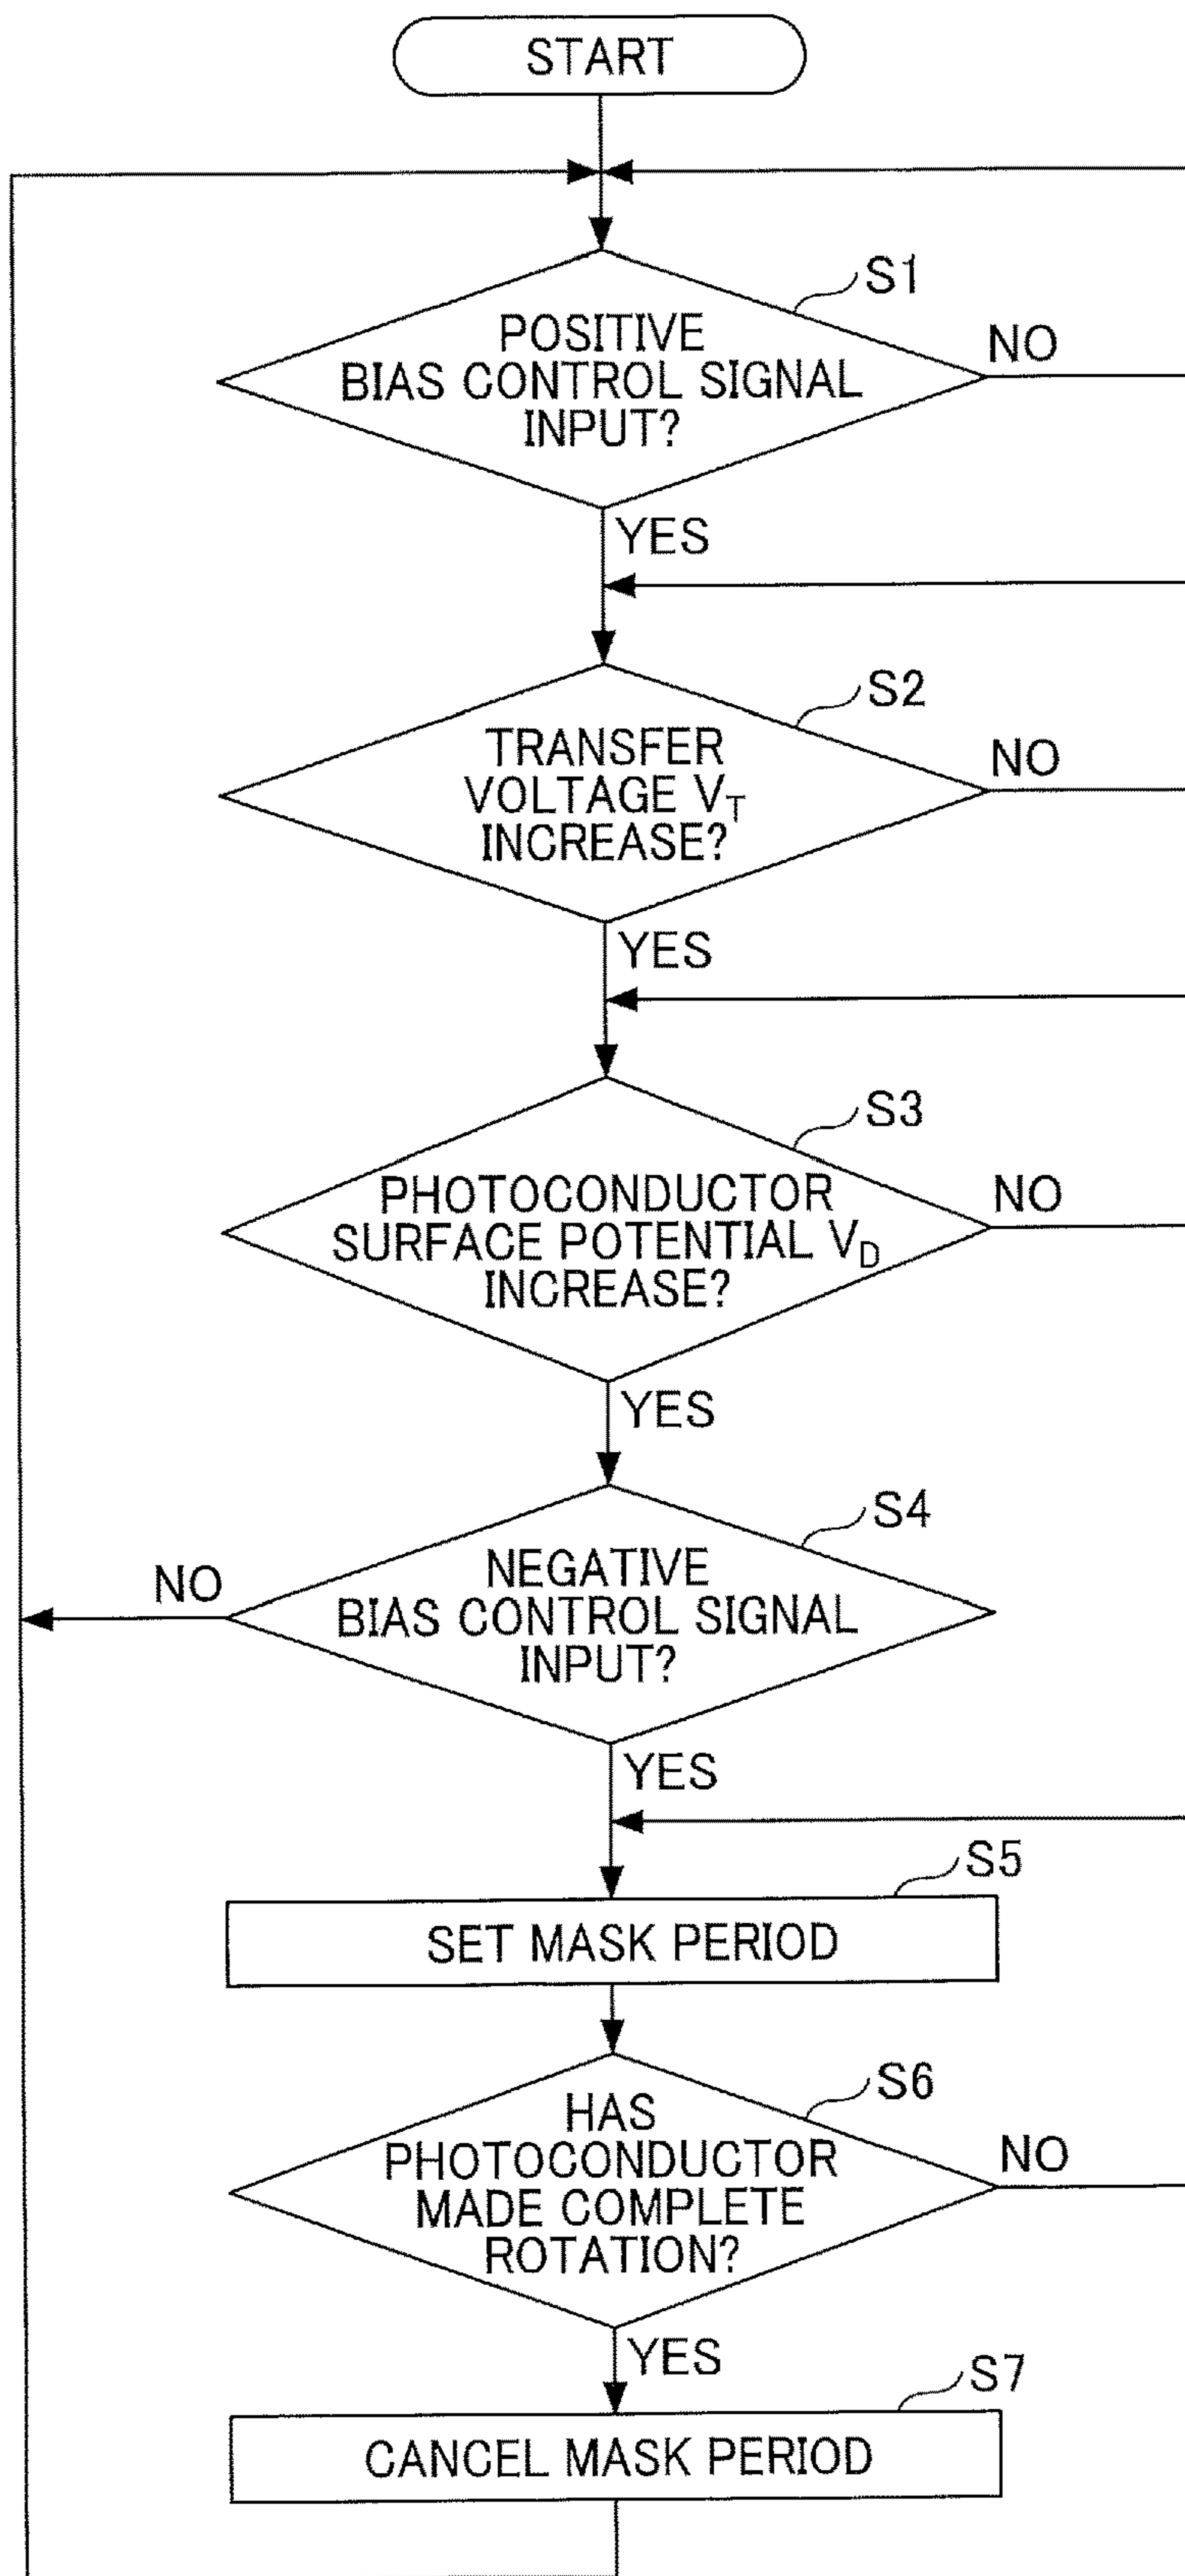 START
S1
POSITIVE
BIAS CONTROL SIGNAL
INPUT?
NO
YES
S2
TRANSFER
VOLTAGE V_T
INCREASE?
NO
YES
S3
PHOTOCONDUCTOR
SURFACE POTENTIAL V_D
INCREASE?
NO
YES
S4
NEGATIVE
BIAS CONTROL SIGNAL
INPUT?
NO
YES
S5
SET MASK PERIOD
S6
HAS
PHOTOCONDUCTOR
MADE COMPLETE
ROTATION?
NO
YES
S7
CANCEL MASK PERIOD